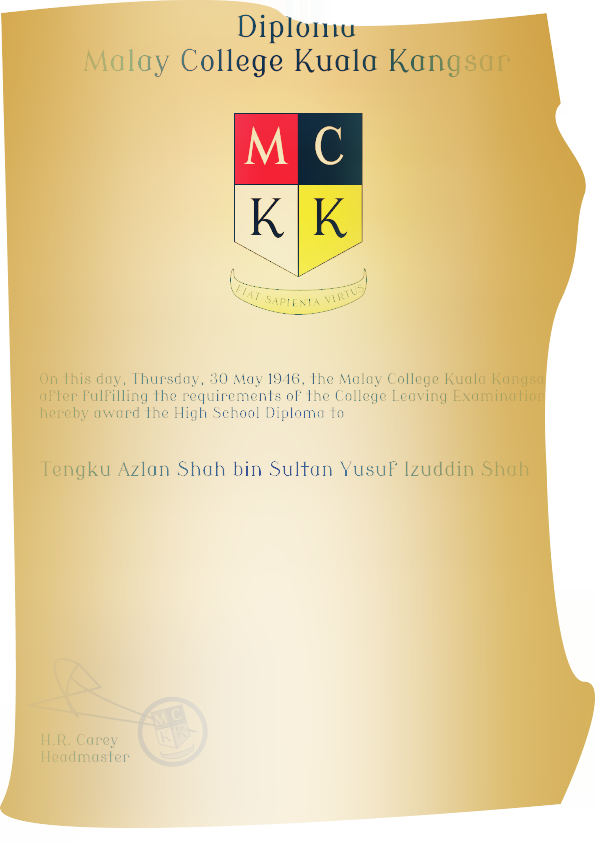 Diploma
Malay College Kuala Kangsar
M C
K K
FIAT SAPIENTIA VIRTUS
On this day, Thursday, 30 May 1946, the Malay College Kuala Kangsar
after fulfilling the requirements of the College Leaving Examination
hereby award the High School Diploma to
Tengku Azlan Shah bin Sultan Yusuf Izuddin Shah
M C
K K
H.R. Carey
Headmaster